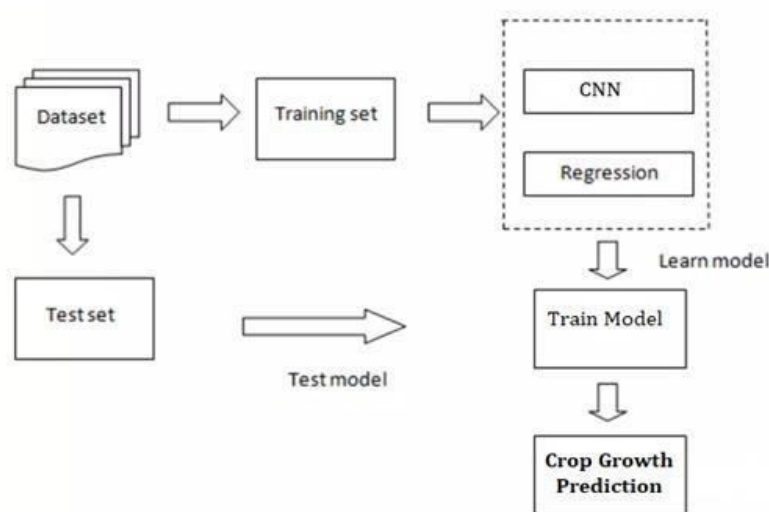 Dataset
Training set
CNN
Regression
Learn model
Test set
Train Model
Test model
Crop Growth
Prediction